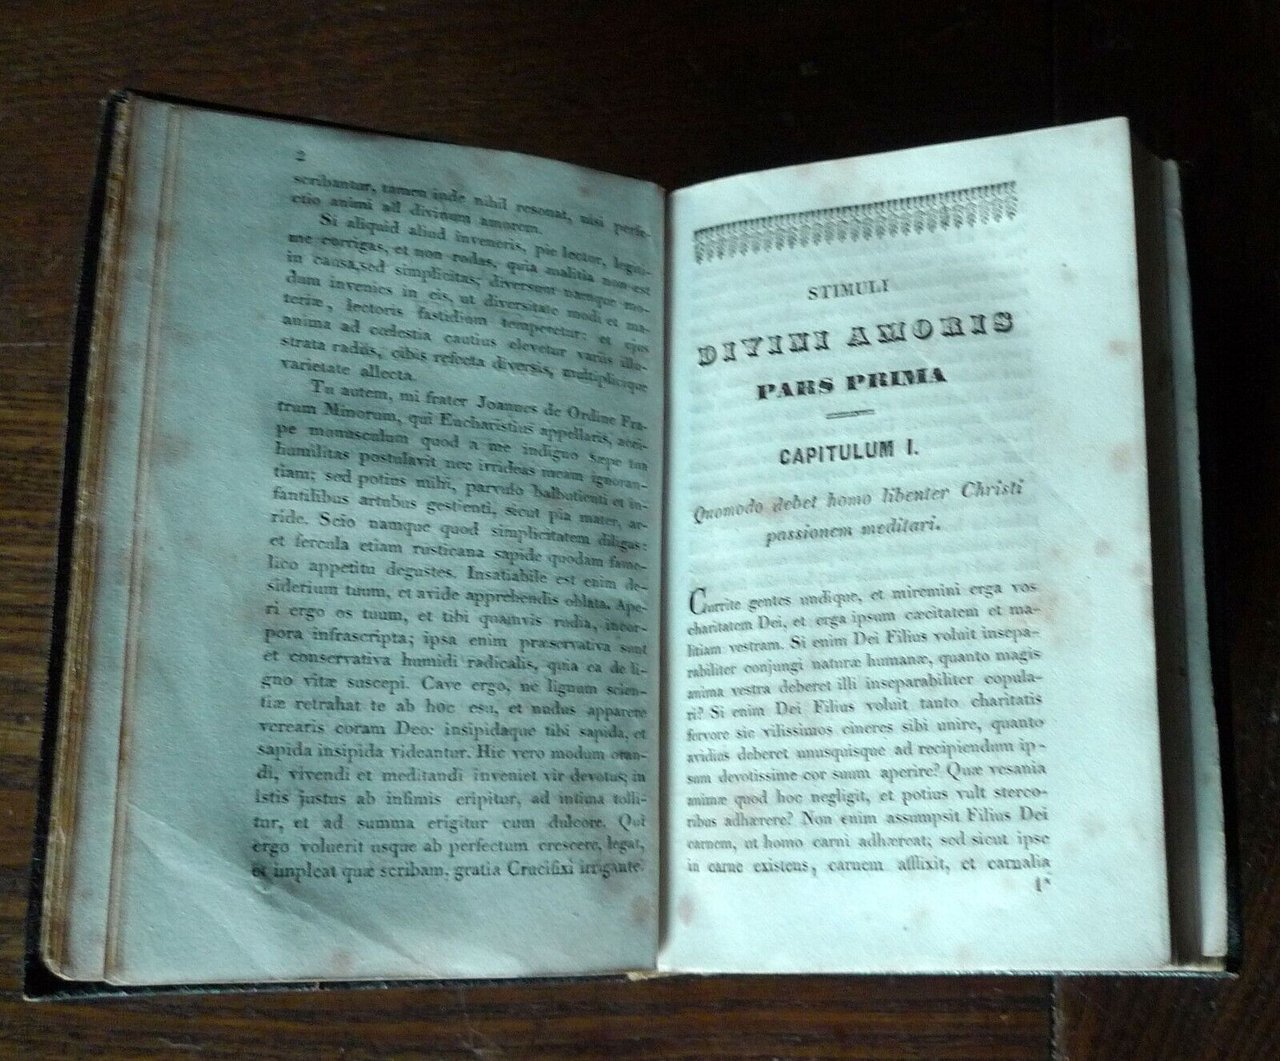 2
scribantur, tamen inde nihil resonat, nisi perfe-
ctio animi ad divinum amorem.
Si aliquid aliud inveneris, pie lector, legiti-
me corrigas, et non rodas, quia malitia non est
in causa, sed simplicitas; diversum namque mo-
dum invenies in eis, ut diversitate modi et ma-
teriæ, lectoris fastidium temperetur: et ejus
anima ad cœlestia cautius elevetur variis illu-
strata radiis, cibis refecta diversis, multiplicique
varietate allecta.
Tu autem, mi frater Joannes de Ordine Fra-
trum Minorum, qui Eucharistius appellaris, acci-
pe munusculum quod a me indigno sæpe tua
humilitas postulavit nec irrideas meam ignoran-
tiam; sed potius mihi, parvulo balbutienti et in-
fantilibus artubus gestienti, sicut pia mater, ar-
ride. Scio namque quod simplicitatem diligas:
et fercula etiam rusticana sapide quodam fame-
lico appetitu degustes. Insatiabile est enim de-
siderium tuum, et avide apprehendis oblata. Ape-
ri ergo os tuum, et tibi quamvis rudia, incor-
pora infrascripta; ipsa enim præservativa sunt
et conservativa humidi radicalis, quia ea de li-
gno vitæ suscepi. Cave ergo, ne lignum scien-
tiæ retrahat te ab hoc esu, et nudus apparere
verearis coram Deo: insipidaque tibi sapida, et
sapida insipida videantur. Hic vero modum oran-
di, vivendi et meditandi inveniet vir devotus; in
istis justus ab infimis eripitur, ad intima tolli-
tur, et ad summa erigitur cum dulcore. Qui
ergo voluerit usque ab perfectum crescere, legat,
et impleat quæ scribam, gratia Crucifixi irrigante.
STIMULI
DIVINI AMORIS
PARS PRIMA
CAPITULUM I.
Quomodo debet homo libenter Christi
passionem meditari.
Currite gentes undique, et miremini erga vos
charitatem Dei, et erga ipsum cæcitatem et ma-
litiam vestram. Si enim Dei Filius voluit insepa-
rabiliter conjungi naturæ humanæ, quanto magis
anima vestra deberet illi inseparabiliter copula-
ri? Si enim Dei Filius voluit tanto charitatis
fervore sic vilissimos cineres sibi unire, quanto
avidius deberet unusquisque ad recipiendum ip-
sum devotissime cor suum aperire? Quæ vesania
animæ quod hoc negligit, et potius vult sterco-
ribus adhærere? Non enim assumpsit Filius Dei
carnem, ut homo carni adhæreat; sed sicut ipse
in carne existens, carnem afflixit, et carnalia
1*